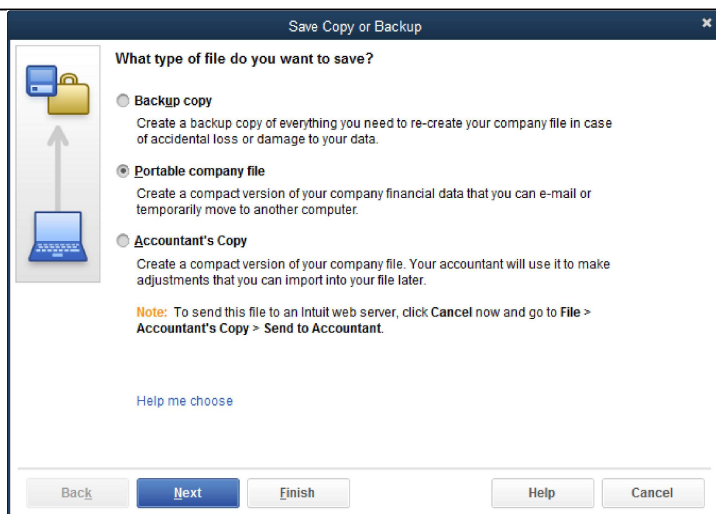 Save Copy or Backup
×
What type of file do you want to save?
Backup copy
Create a backup copy of everything you need to re-create your company file in case
of accidental loss or damage to your data.
Portable company file
Create a compact version of your company financial data that you can e-mail or
temporarily move to another computer.
Accountant's Copy
Create a compact version of your company file. Your accountant will use it to make
adjustments that you can import into your file later.
Note: To send this file to an Intuit web server, click Cancel now and go to File >
Accountant's Copy > Send to Accountant.
Help me choose
Back Next Finish Help Cancel